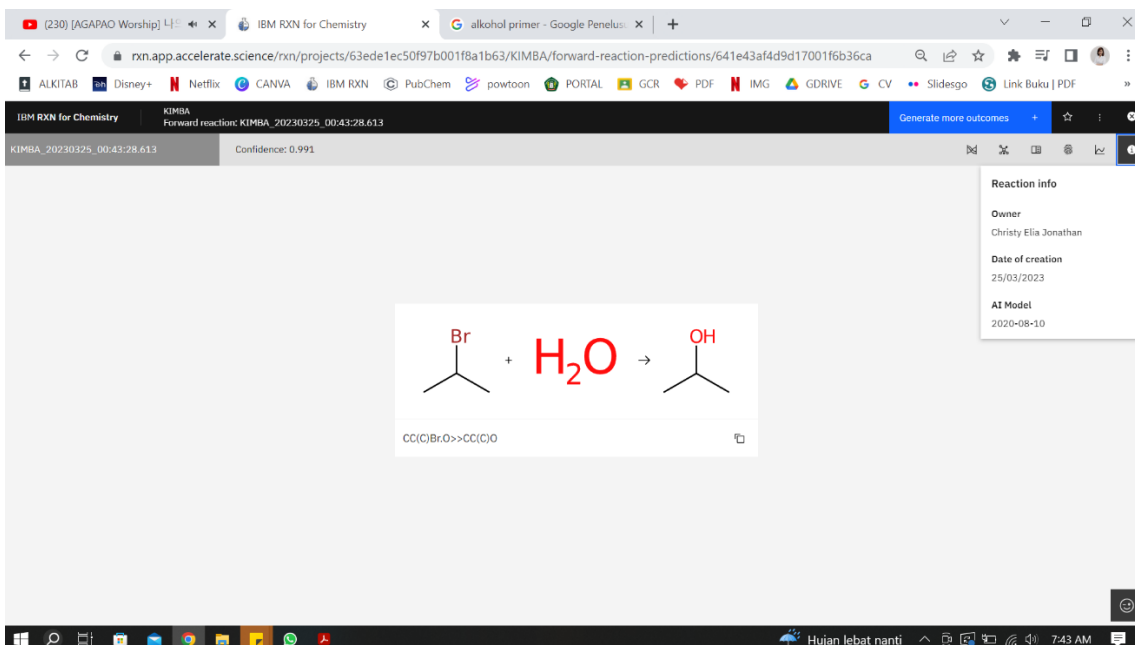 (230) [AGAPAO Worship] 나의
IBM RXN for Chemistry
alkohol primer - Google Penelusu
rxn.app.accelerate.science/rxn/projects/63ede1ec50f97b001f8a1b63/KIMBA/forward-reaction-predictions/641e43af4d9d17001f6b36ca
ALKITAB Disney+ Netflix CANVA IBM RXN PubChem powtoon PORTAL GCR PDF IMG GDRIVE CV Slidesgo Link Buku | PDF »
IBM RXN for Chemistry
KIMBA
Forward reaction: KIMBA_20230325_00:43:28.613
Generate more outcomes +
KIMBA_20230325_00:43:28.613 Confidence: 0.991
Reaction info
Owner
Christy Elia Jonathan
Date of creation
25/03/2023
AI Model
2020-08-10
Br + H₂O → OH
CC(C)Br.O>>CC(C)O
Hujan lebat nanti 7:43 AM